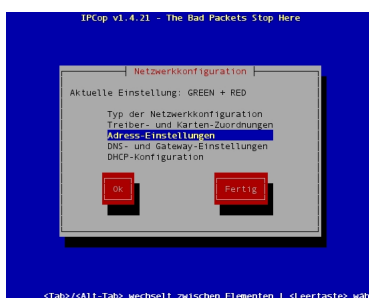 IPCop v1.4.21 - The Bad Packets Stop Here
Netzwerkkonfiguration
Aktuelle Einstellung: GREEN + RED
Typ der Netzwerkkonfiguration
Treiber- und Karten-Zuordnungen
Adress-Einstellungen
DNS- und Gateway-Einstellungen
DHCP-Konfiguration
Ok Fertig
<Tab>/<Alt-Tab> wechselt zwischen Elementen | <Leertaste> wäh